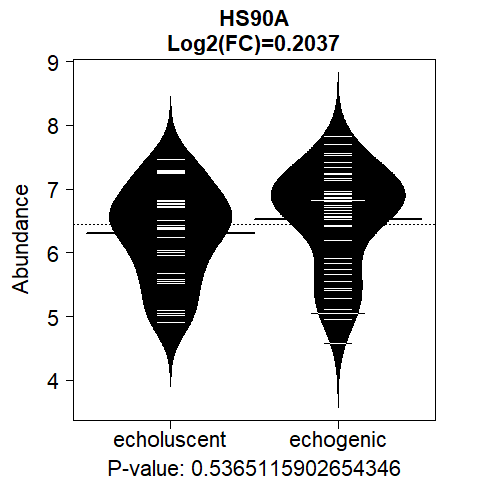 HS90A
Log2(FC)=0.2037
9
8
7
6
5
4
Abundance
echoluscent echogenic
P-value: 0.5365115902654346